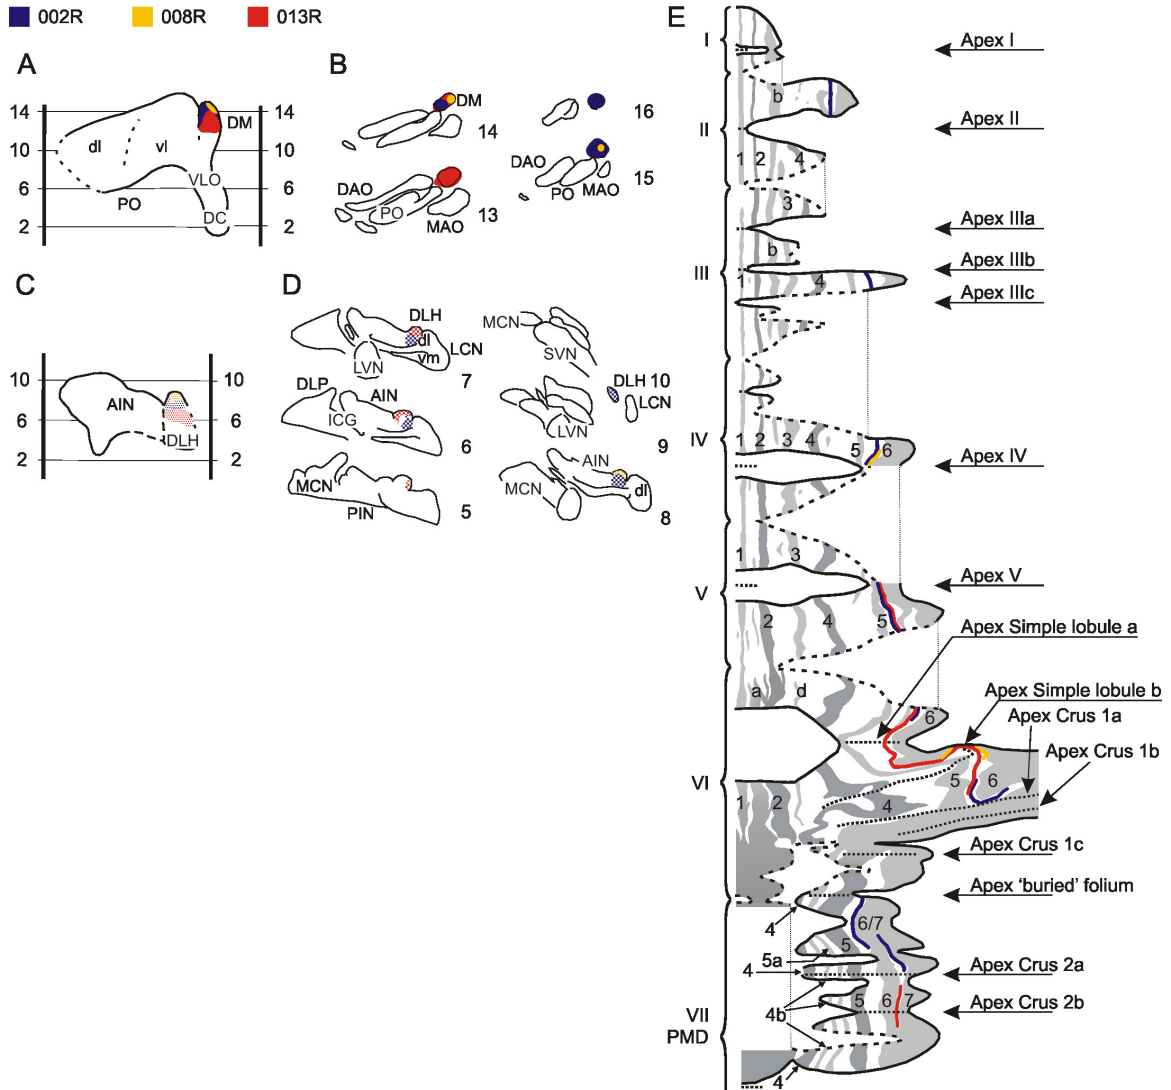 002R 008R 013R
A
14 14
10 10
6 6
2 2
dl vl DM
VLO
PO
DC
B
DM
14
16
DAO
PO
MAO
15
DAO
PO
MAO
13
C
10 10
6 6
2 2
AIN
DLH
D
DLH
dl
vm
LCN
LVN
7
MCN
SVN
10
DLP
AIN
ICG
6
DLH
LCN
LVN
9
MCN
PIN
5
AIN
MCN
dl
8
E
I
Apex I
b
II
Apex II
1 2 4
3
Apex IIIa
b
III
Apex IIIb
1 4
Apex IIIc
IV
1 2 3 4 5 6
Apex IV
1 3
Apex V
V
2 4 5
Apex Simple lobule a
a d
6
Apex Simple lobule b
Apex Crus 1a
Apex Crus 1b
VI
5 6
1 2 4
Apex Crus 1c
Apex ‘buried’ folium
4
6/7
5
5a
4
Apex Crus 2a
5 6 7
4b
Apex Crus 2b
VII
PMD
4